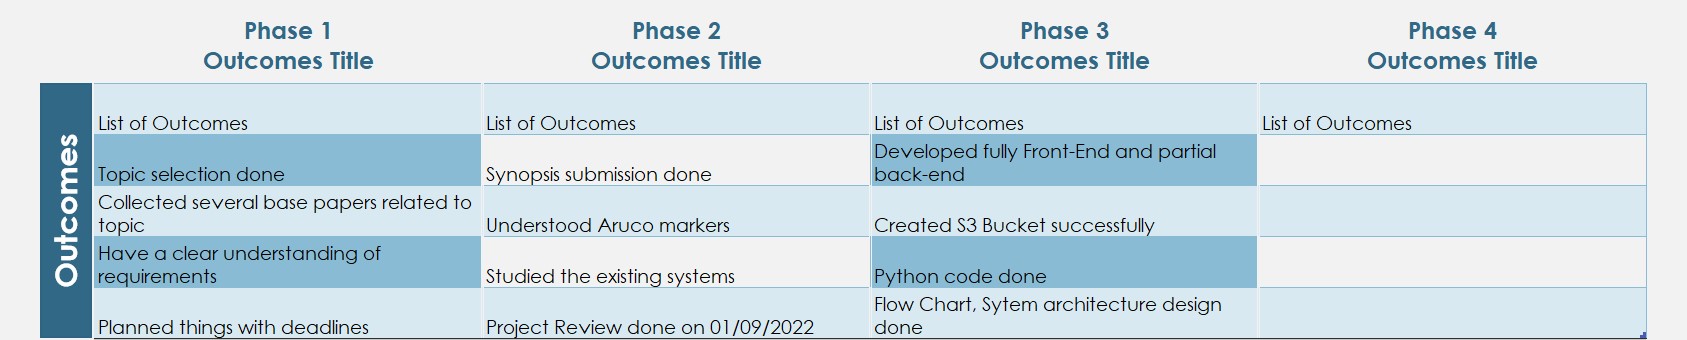 Phase 1
Outcomes Title
Phase 2
Outcomes Title
Phase 3
Outcomes Title
Phase 4
Outcomes Title
Outcomes
List of Outcomes
List of Outcomes
List of Outcomes
List of Outcomes
Topic selection done
Synopsis submission done
Developed fully Front-End and partial
back-end
Collected several base papers related to
topic
Understood Aruco markers
Created S3 Bucket successfully
Have a clear understanding of
requirements
Studied the existing systems
Python code done
Planned things with deadlines
Project Review done on 01/09/2022
Flow Chart, Sytem architecture design
done